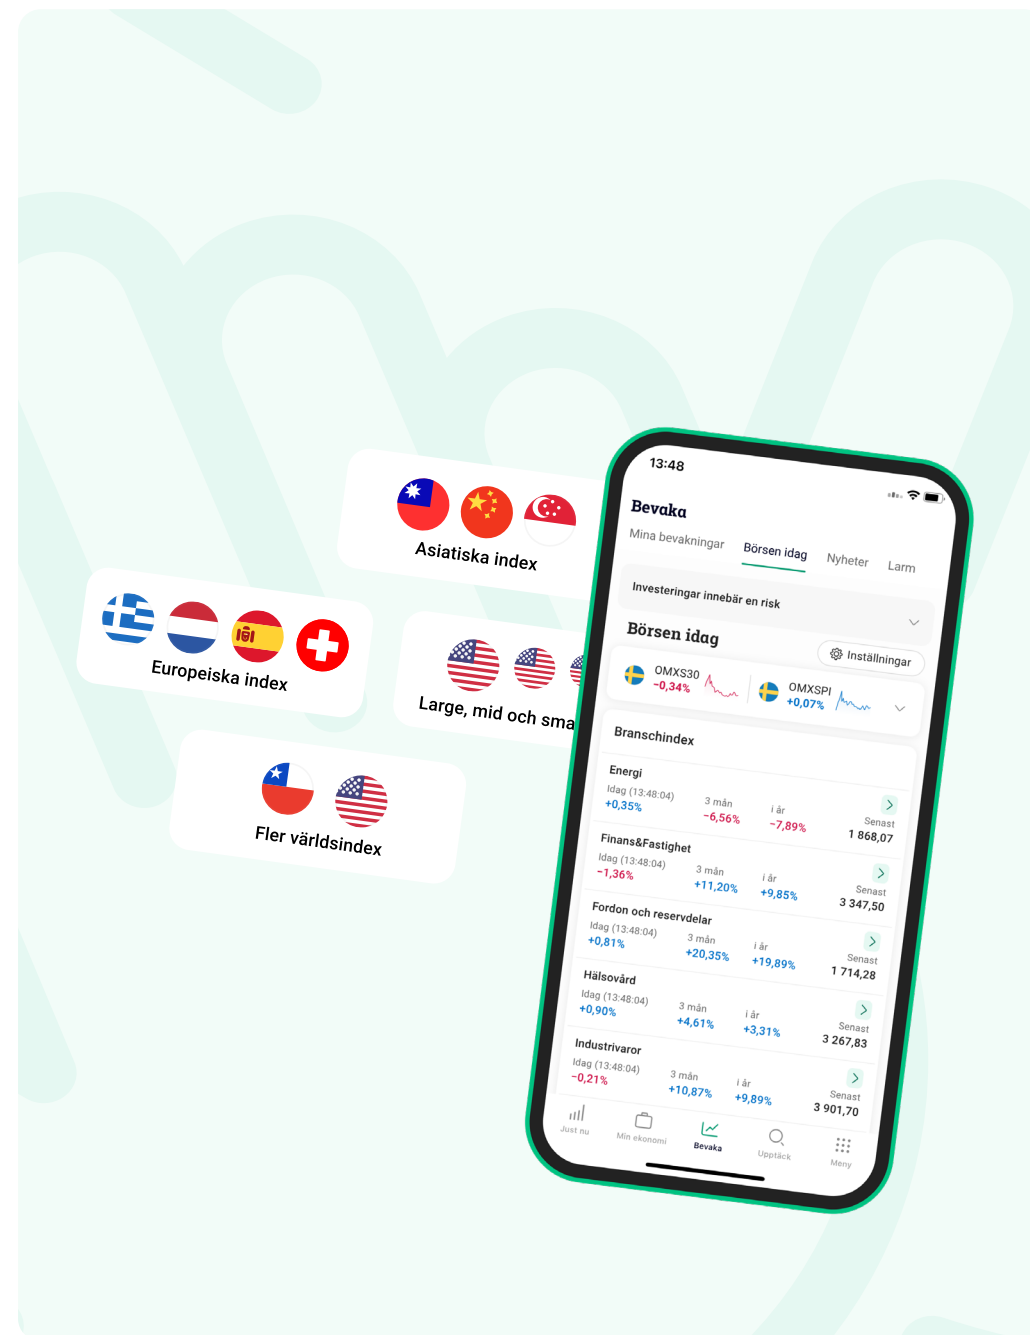 Asiatiska index
Europeiska index
Large, mid och sma
Fler världsindex
13:48
Bevaka
Mina bevakningar
Börsen idag
Nyheter
Larm
Investeringar innebär en risk
Börsen idag
Inställningar
OMXS30
−0,34%
OMXSPI
+0,07%
Branschindex
Energi
Idag (13:48:04) 3 mån i år Senast
+0,35% −6,56% −7,89% 1 868,07
Finans&Fastighet
Idag (13:48:04) 3 mån i år Senast
−1,36% +11,20% +9,85% 3 347,50
Fordon och reservdelar
Idag (13:48:04) 3 mån i år Senast
+0,81% +20,35% +19,89% 1 714,28
Hälsovård
Idag (13:48:04) 3 mån i år Senast
+0,90% +4,61% +3,31% 3 267,83
Industrivaror
Idag (13:48:04) 3 mån i år Senast
−0,21% +10,87% +9,89% 3 901,70
Just nu
Min ekonomi
Bevaka
Upptäck
Meny